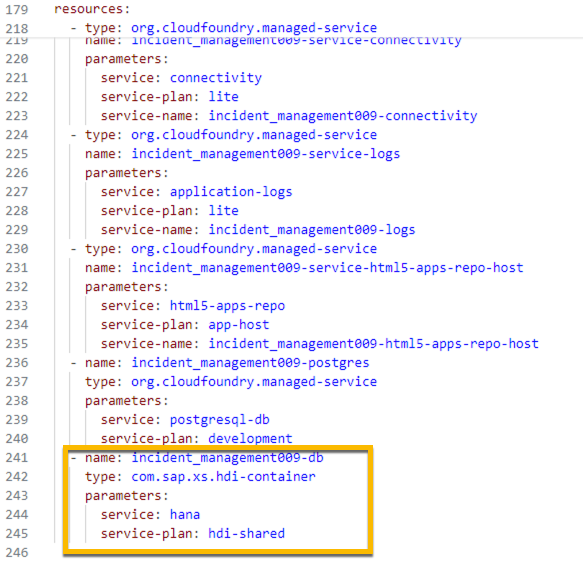 179 resources:
218 - type: org.cloudfoundry.managed-service
219 name: incident_management009-service-connectivity
220 parameters:
221 service: connectivity
222 service-plan: lite
223 service-name: incident_management009-connectivity
224 - type: org.cloudfoundry.managed-service
225 name: incident_management009-service-logs
226 parameters:
227 service: application-logs
228 service-plan: lite
229 service-name: incident_management009-logs
230 - type: org.cloudfoundry.managed-service
231 name: incident_management009-service-html5-apps-repo-host
232 parameters:
233 service: html5-apps-repo
234 service-plan: app-host
235 service-name: incident_management009-html5-apps-repo-host
236 - name: incident_management009-postgres
237 type: org.cloudfoundry.managed-service
238 parameters:
239 service: postgresql-db
240 service-plan: development
241 - name: incident_management009-db
242 type: com.sap.xs.hdi-container
243 parameters:
244 service: hana
245 service-plan: hdi-shared
246